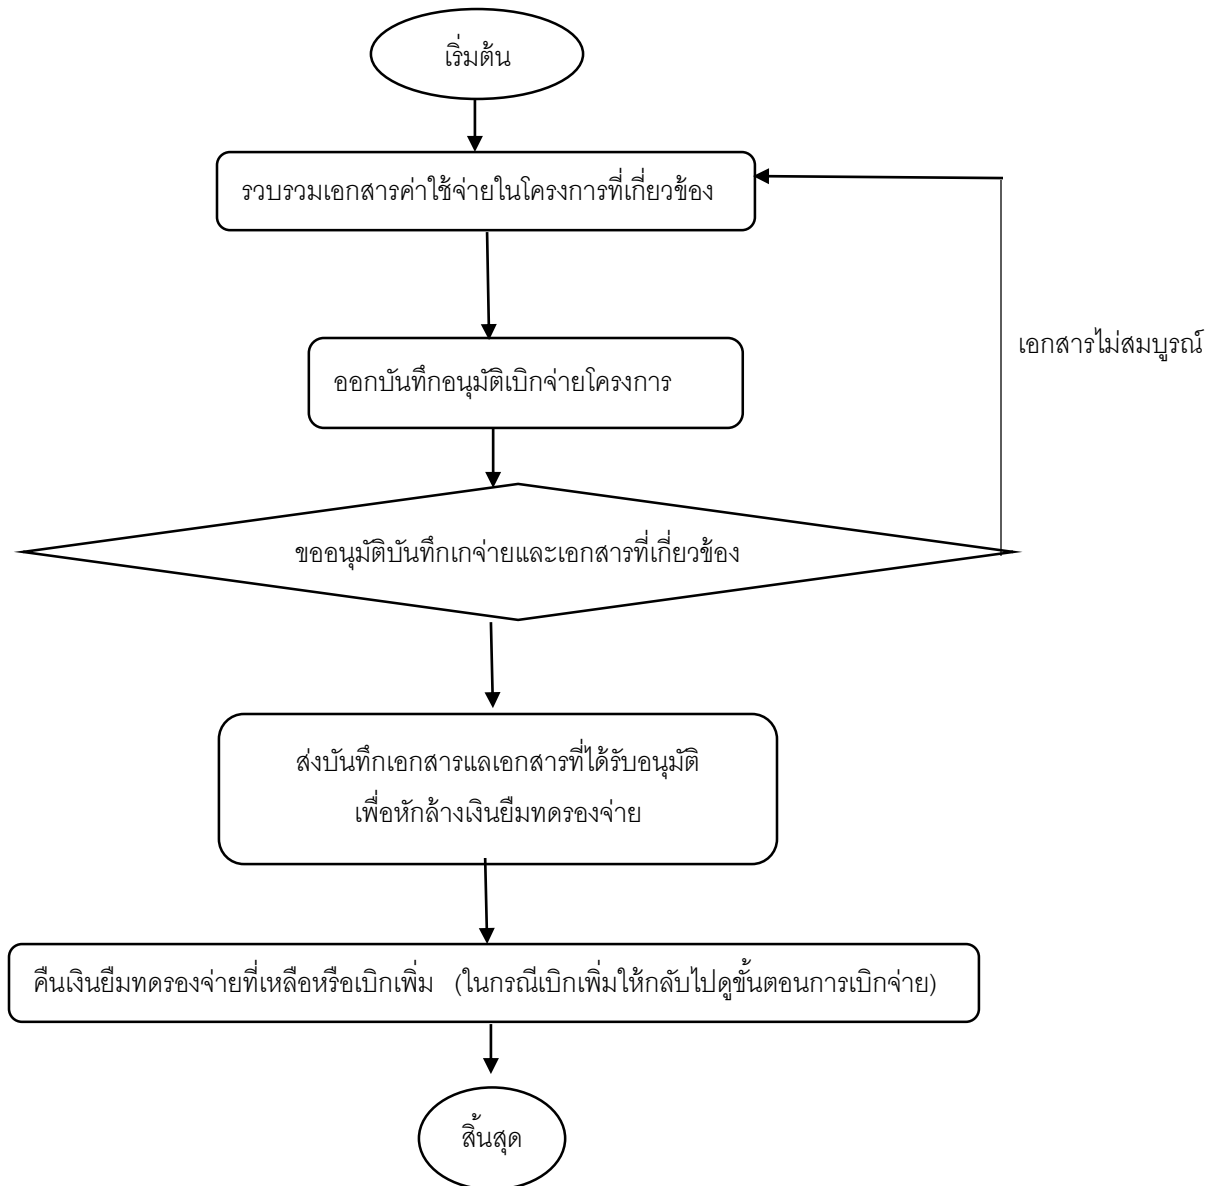 เริ่มต้น
รวบรวมเอกสารค่าใช้จ่ายในโครงการที่เกี่ยวข้อง
เอกสารไม่สมบูรณ์
ออกบันทึกอนุมัติเบิกจ่ายโครงการ
ขออนุมัติบันทึกเกจ่ายและเอกสารที่เกี่ยวข้อง
ส่งบันทึกเอกสารแลเอกสารที่ได้รับอนุมัติ
เพื่อหักล้างเงินยืมทดรองจ่าย
คืนเงินยืมทดรองจ่ายที่เหลือหรือเบิกเพิ่ม (ในกรณีเบิกเพิ่มให้กลับไปดูขั้นตอนการเบิกจ่าย)
สิ้นสุด